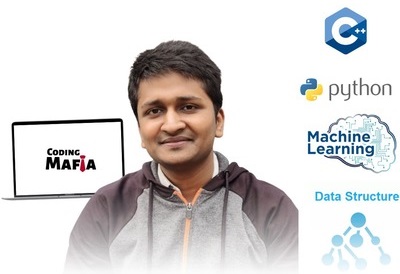 C++
python
Machine
Learning
Data Structure
CODING
MAFIA